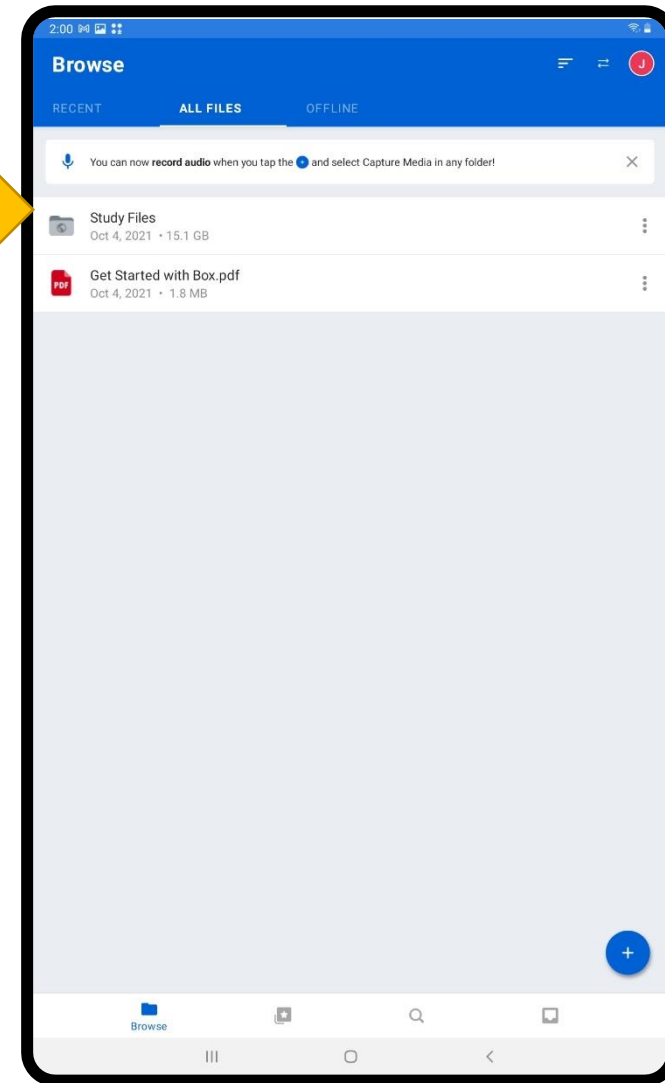 2:00
Browse
J
RECENT ALL FILES OFFLINE
You can now record audio when you tap the + and select Capture Media in any folder!
Study Files
Oct 4, 2021 • 15.1 GB
PDF
Get Started with Box.pdf
Oct 4, 2021 • 1.8 MB
+
Browse